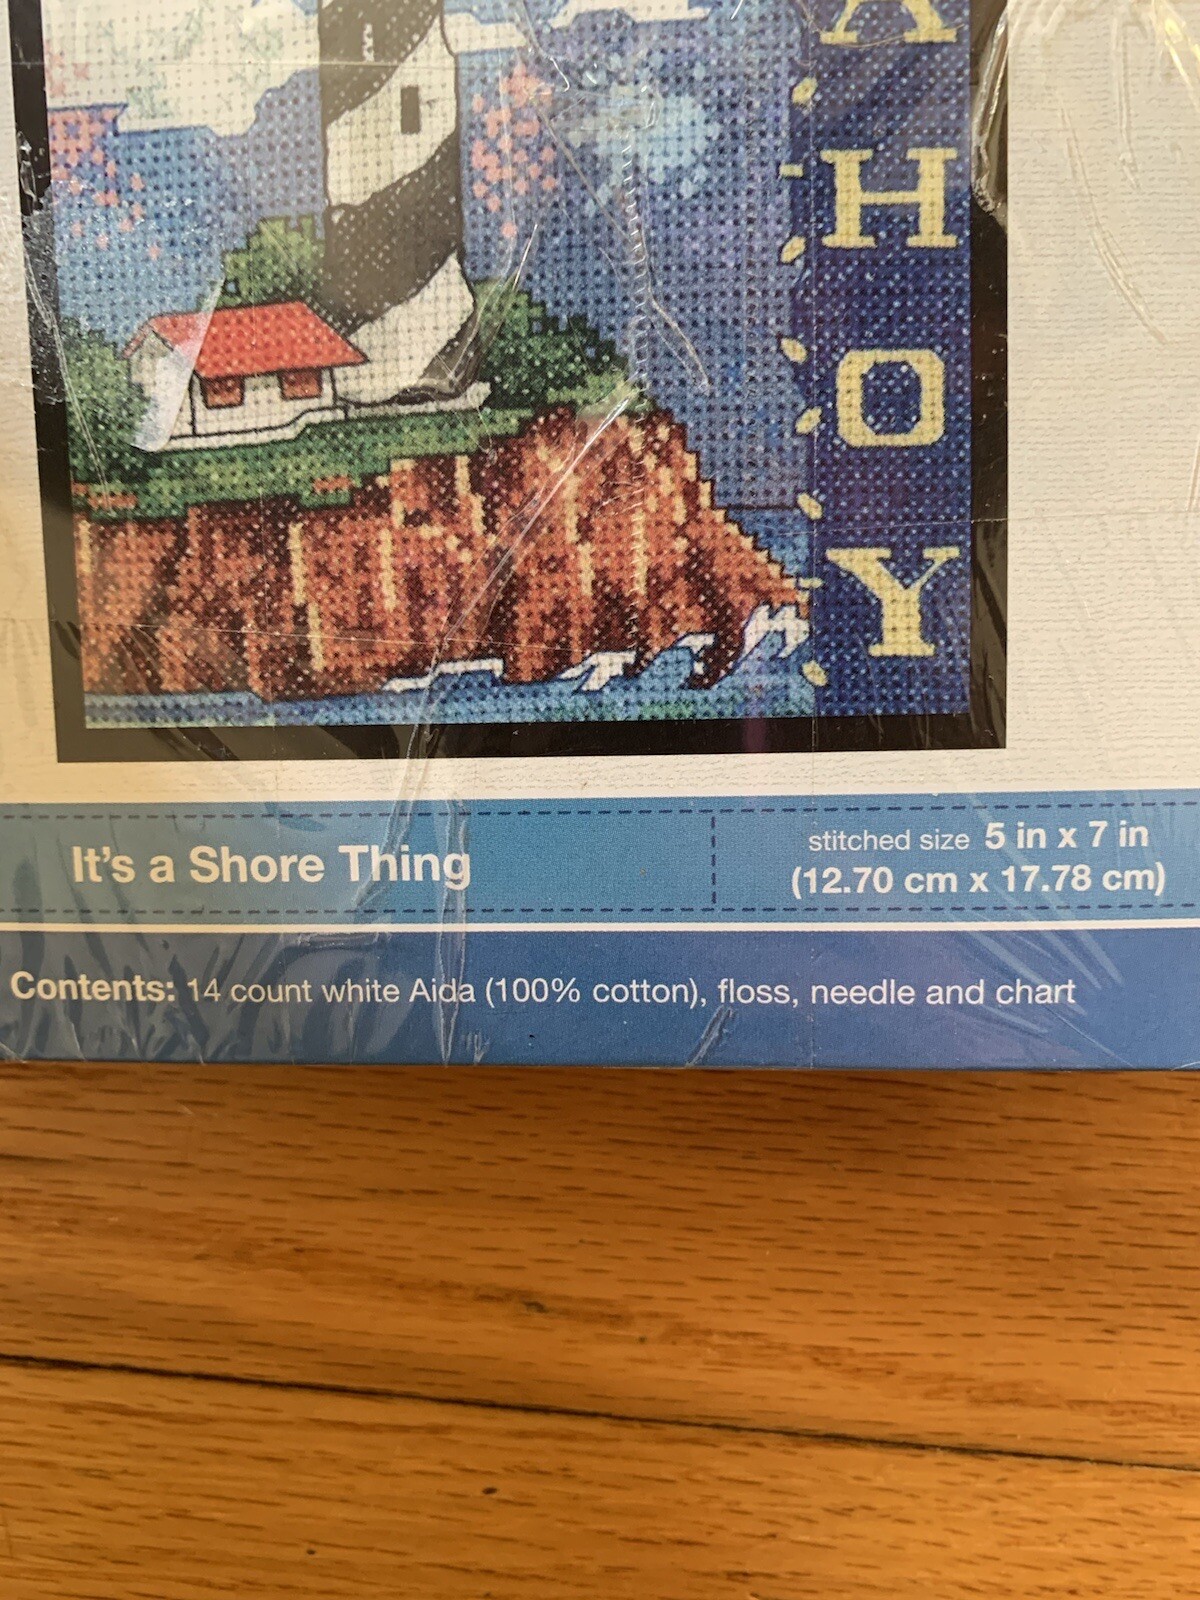 A
H
O
Y
It's a Shore Thing
stitched size 5 in x 7 in
(12.70 cm x 17.78 cm)
Contents: 14 count white Aida (100% cotton), floss, needle and chart